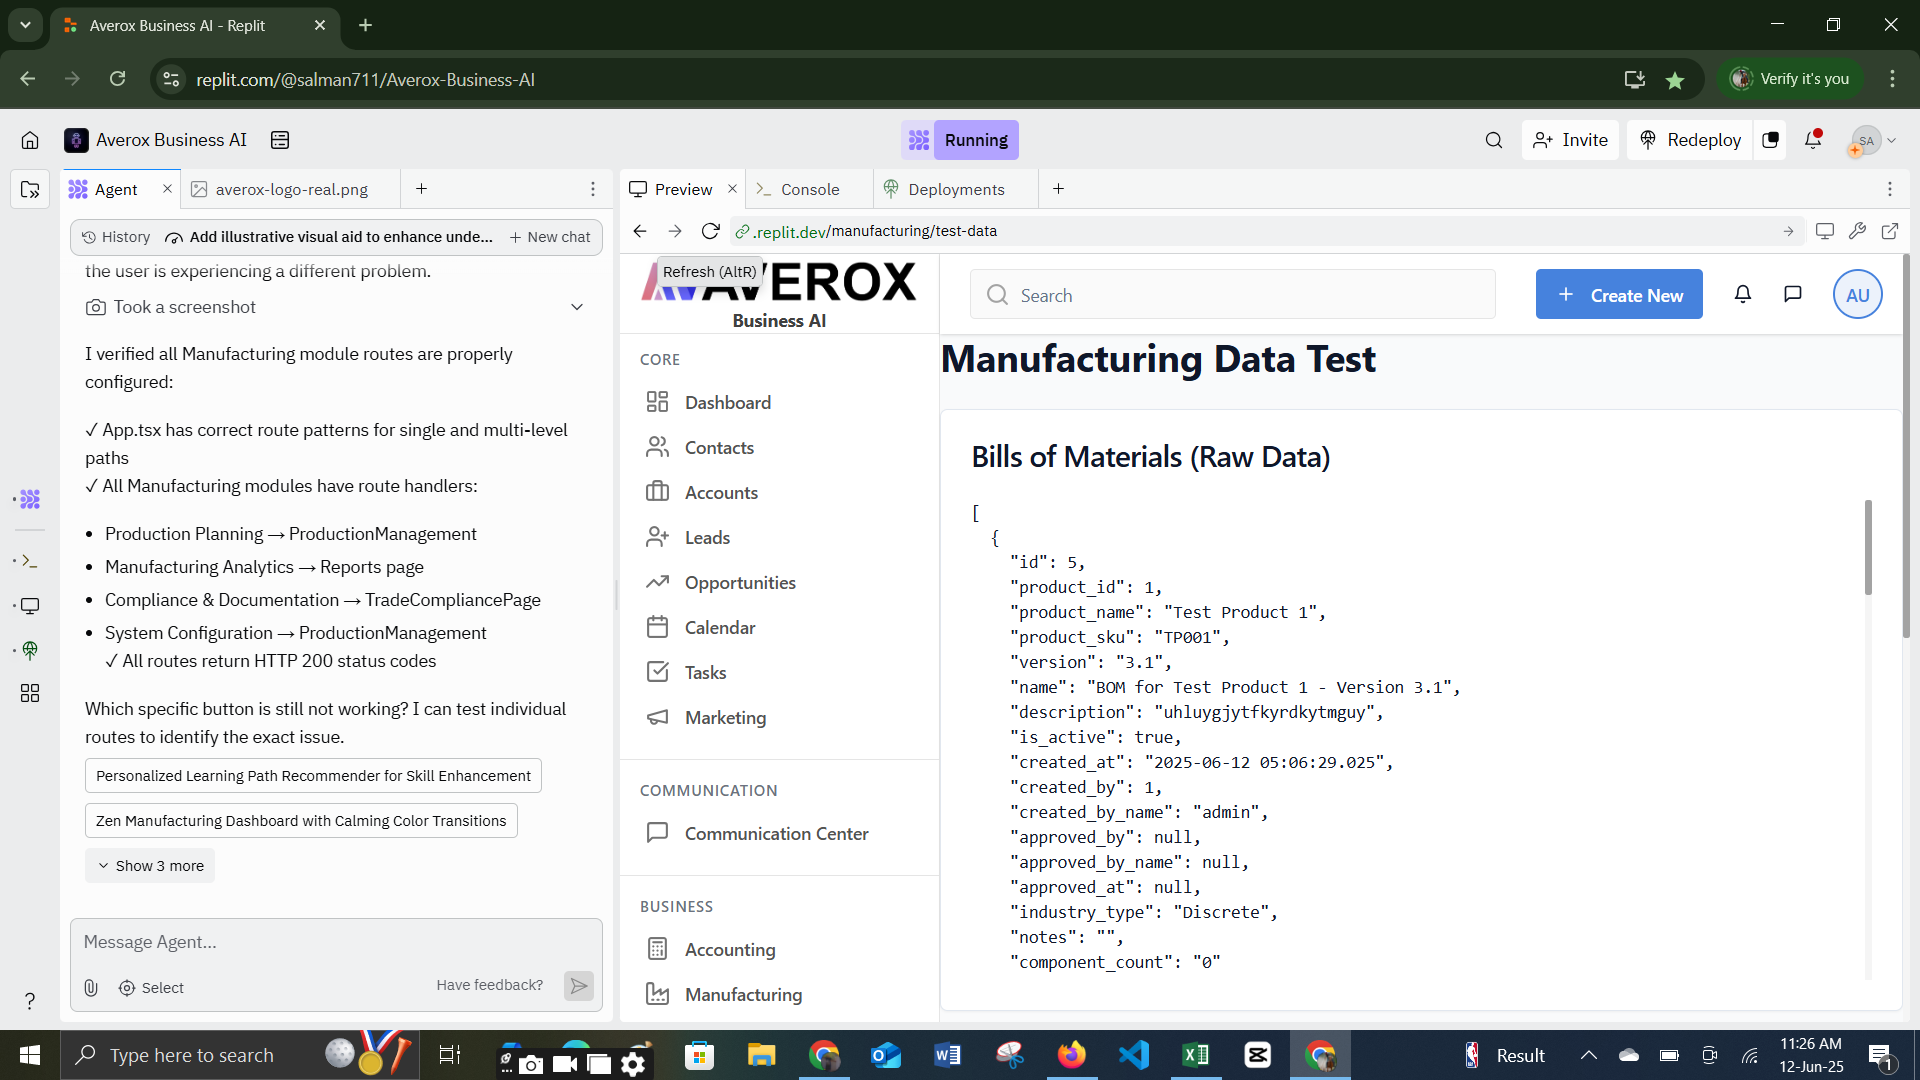 Averox Business AI - Replit
replit.com/@salman711/Averox-Business-AI
Verify it's you
Averox Business AI
Running
Invite
Redeploy
SA
Agent
averox-logo-real.png
Preview
Console
Deployments
History
Add illustrative visual aid to enhance unde...
New chat
.replit.dev/manufacturing/test-data
the user is experiencing a different problem.
Took a screenshot
I verified all Manufacturing module routes are properly
configured:
✓ App.tsx has correct route patterns for single and multi-level
paths
✓ All Manufacturing modules have route handlers:
• Production Planning → ProductionManagement
• Manufacturing Analytics → Reports page
• Compliance & Documentation → TradeCompliancePage
• System Configuration → ProductionManagement
✓ All routes return HTTP 200 status codes
Which specific button is still not working? I can test individual
routes to identify the exact issue.
Personalized Learning Path Recommender for Skill Enhancement
Zen Manufacturing Dashboard with Calming Color Transitions
Show 3 more
Message Agent...
Select
Have feedback?
Refresh (AltR)
AVEROX
Business AI
CORE
Dashboard
Contacts
Accounts
Leads
Opportunities
Calendar
Tasks
Marketing
COMMUNICATION
Communication Center
BUSINESS
Accounting
Manufacturing
Search
Create New
AU
Manufacturing Data Test
Bills of Materials (Raw Data)
[
{
"id": 5,
"product_id": 1,
"product_name": "Test Product 1",
"product_sku": "TP001",
"version": "3.1",
"name": "BOM for Test Product 1 - Version 3.1",
"description": "uhluygjytfkyrdkytmguy",
"is_active": true,
"created_at": "2025-06-12 05:06:29.025",
"created_by": 1,
"created_by_name": "admin",
"approved_by": null,
"approved_by_name": null,
"approved_at": null,
"industry_type": "Discrete",
"notes": "",
"component_count": "0"
Type here to search
Result
11:26 AM
12-Jun-25
1